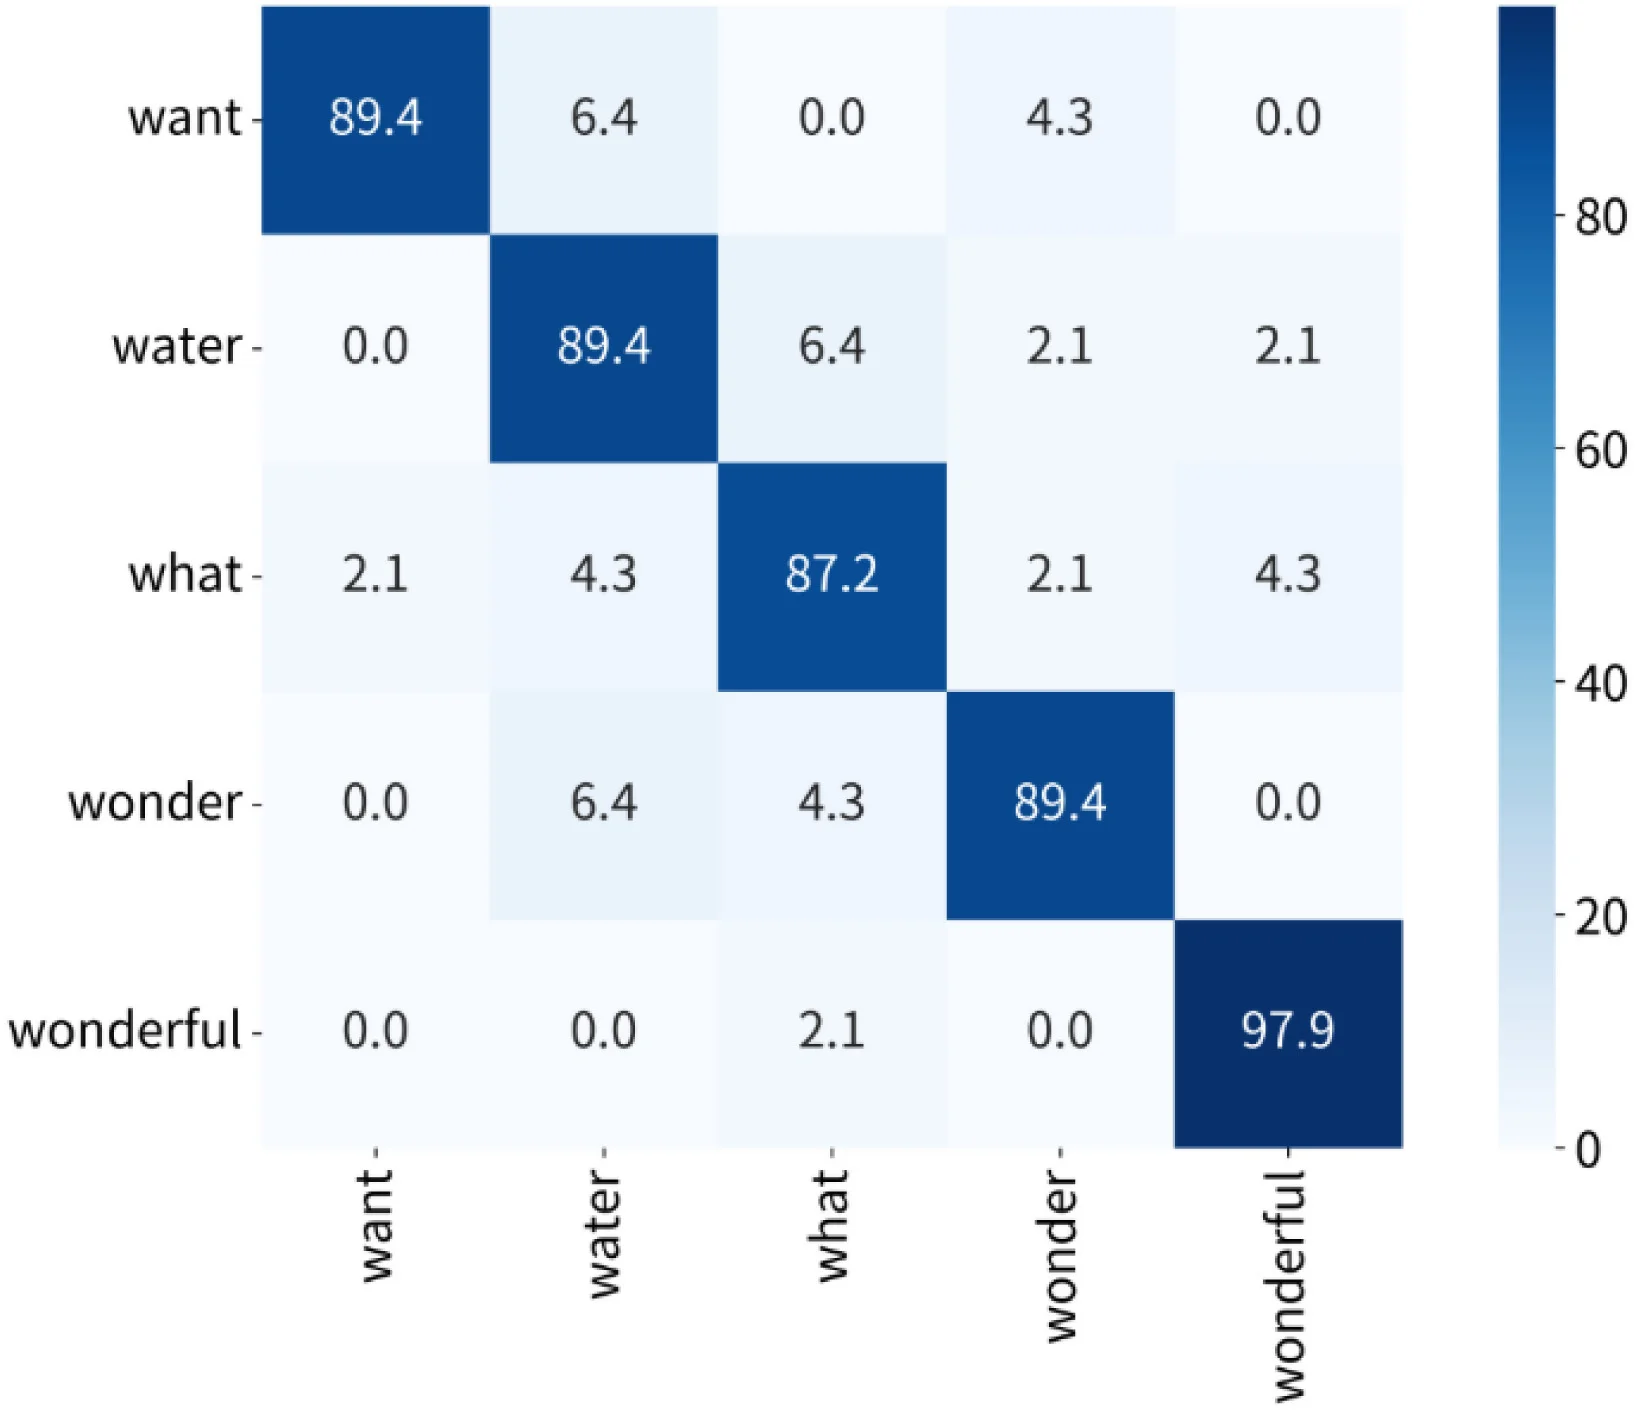 want 89.4 6.4 0.0 4.3 0.0
water 0.0 89.4 6.4 2.1 2.1
what 2.1 4.3 87.2 2.1 4.3
wonder 0.0 6.4 4.3 89.4 0.0
wonderful 0.0 0.0 2.1 0.0 97.9
want water what wonder wonderful
80
60
40
20
0